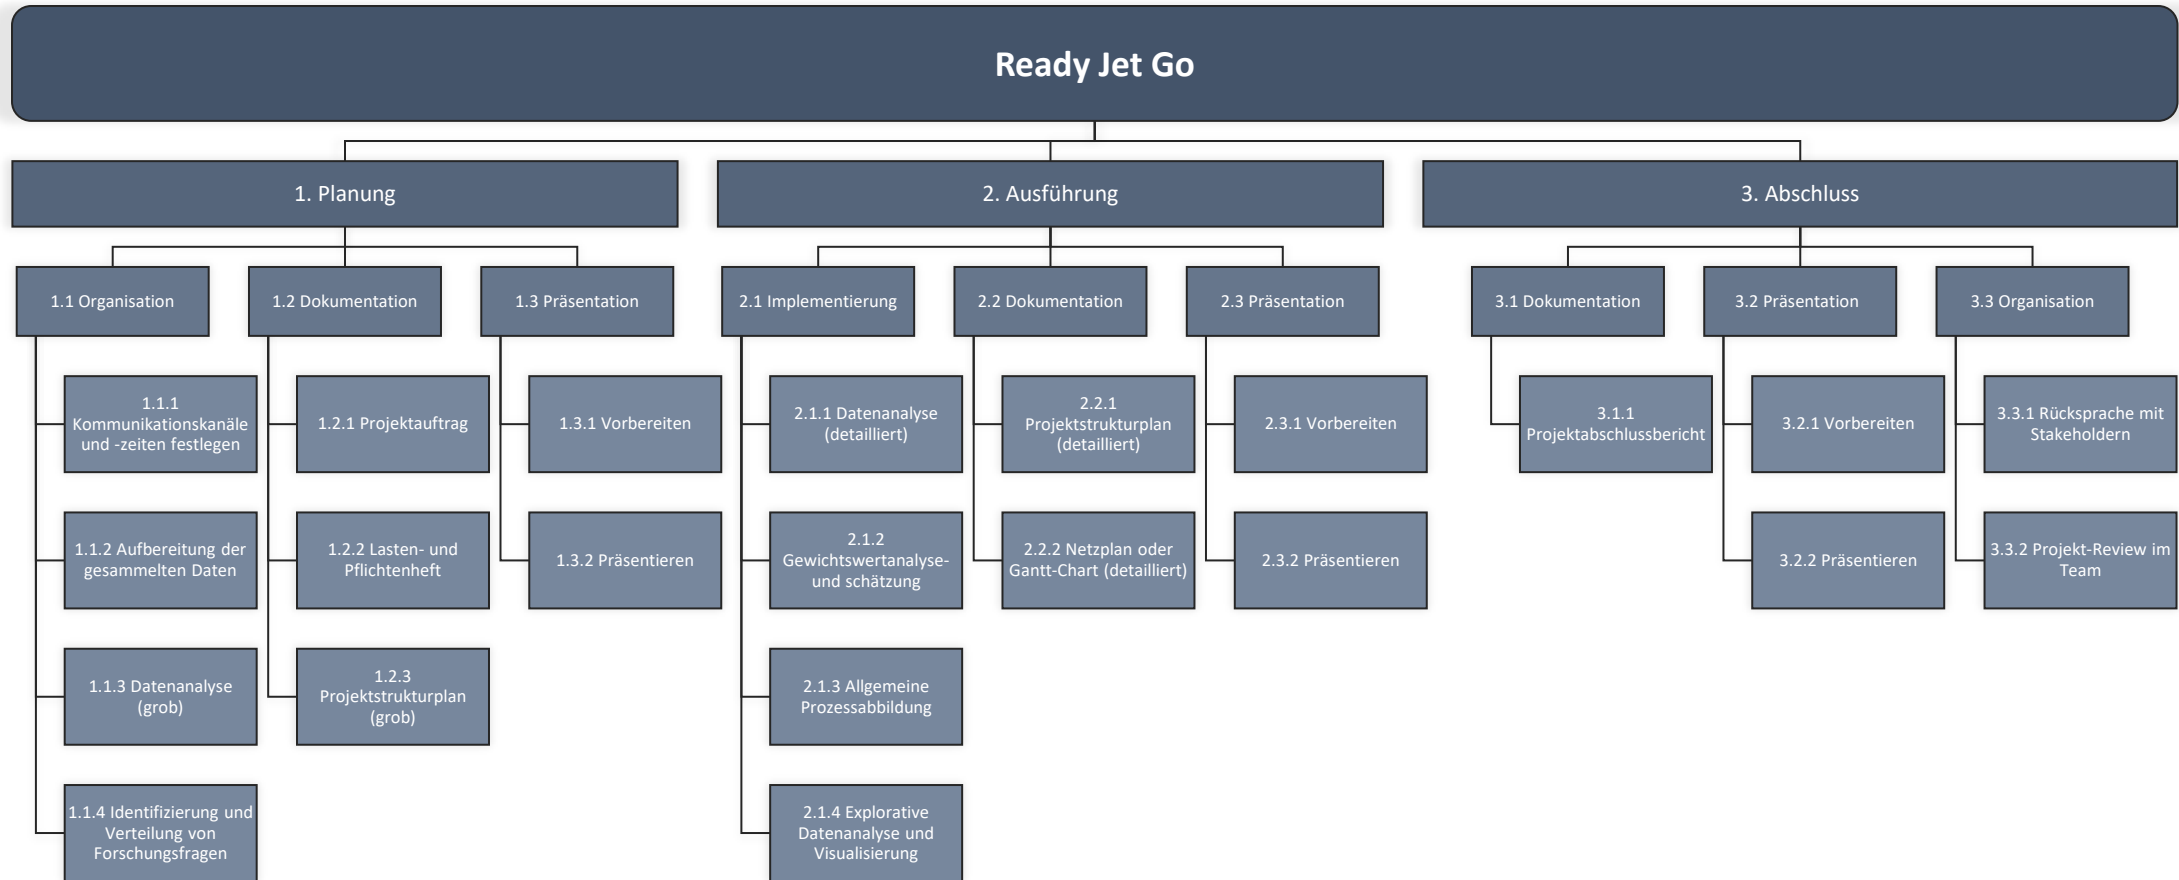 Ready Jet Go
1. Planung
2. Ausführung
3. Abschluss
1.1 Organisation
1.2 Dokumentation
1.3 Präsentation
2.1 Implementierung
2.2 Dokumentation
2.3 Präsentation
3.1 Dokumentation
3.2 Präsentation
3.3 Organisation
1.1.1
Kommunikationskanäle
und -zeiten festlegen
1.2.1 Projektauftrag
1.3.1 Vorbereiten
2.1.1 Datenanalyse
(detailliert)
2.2.1
Projektstrukturplan
(detailliert)
2.3.1 Vorbereiten
3.1.1
Projektabschlussbericht
3.2.1 Vorbereiten
3.3.1 Rücksprache mit
Stakeholdern
1.1.2 Aufbereitung der
gesammelten Daten
1.2.2 Lasten- und
Pflichtenheft
1.3.2 Präsentieren
2.1.2
Gewichtswertanalyse-
und schätzung
2.2.2 Netzplan oder
Gantt-Chart (detailliert)
2.3.2 Präsentieren
3.2.2 Präsentieren
3.3.2 Projekt-Review im
Team
1.1.3 Datenanalyse
(grob)
1.2.3
Projektstrukturplan
(grob)
2.1.3 Allgemeine
Prozessabbildung
1.1.4 Identifizierung und
Verteilung von
Forschungsfragen
2.1.4 Explorative
Datenanalyse und
Visualisierung